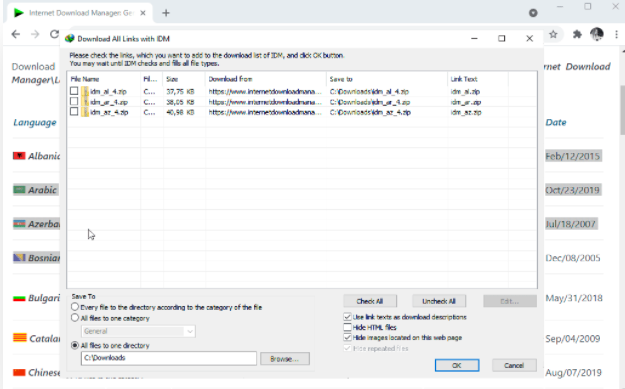 Internet Download Manager: Ge
Download All Links with IDM
Please check the links, which you want to add to the download list of IDM, and click OK button.
You may wait until IDM checks and fills all file types.
Download
rnet Download
Manager\L
File Name Fil... Size Download from Save to Link Text
idm_al_4.zip C... 37,75 KB https://www.internetdownloadmana... C:\Downloads\idm_al_4.zip idm_al.zip
idm_ar_4.zip C... 38,05 KB https://www.internetdownloadmana... C:\Downloads\idm_ar_4.zip idm_ar.zip
idm_az_4.zip C... 40,98 KB https://www.internetdownloadmana... C:\Downloads\idm_az_4.zip idm_az.zip
Language Date
Albania Feb/12/2015
Arabic Oct/23/2019
Azerba Jul/18/2007
Bosnian Dec/08/2005
Bulgari May/31/2018
Catalar Sep/04/2009
Chinese Aug/07/2019
Save To
Every file to the directory according to the category of the file
All files to one category
General
All files to one directory
C:\Downloads Browse...
Check All Uncheck All Edit...
Use link texts as download descriptions
Hide HTML files
Hide images located on this web page
Hide repeated files
OK Cancel